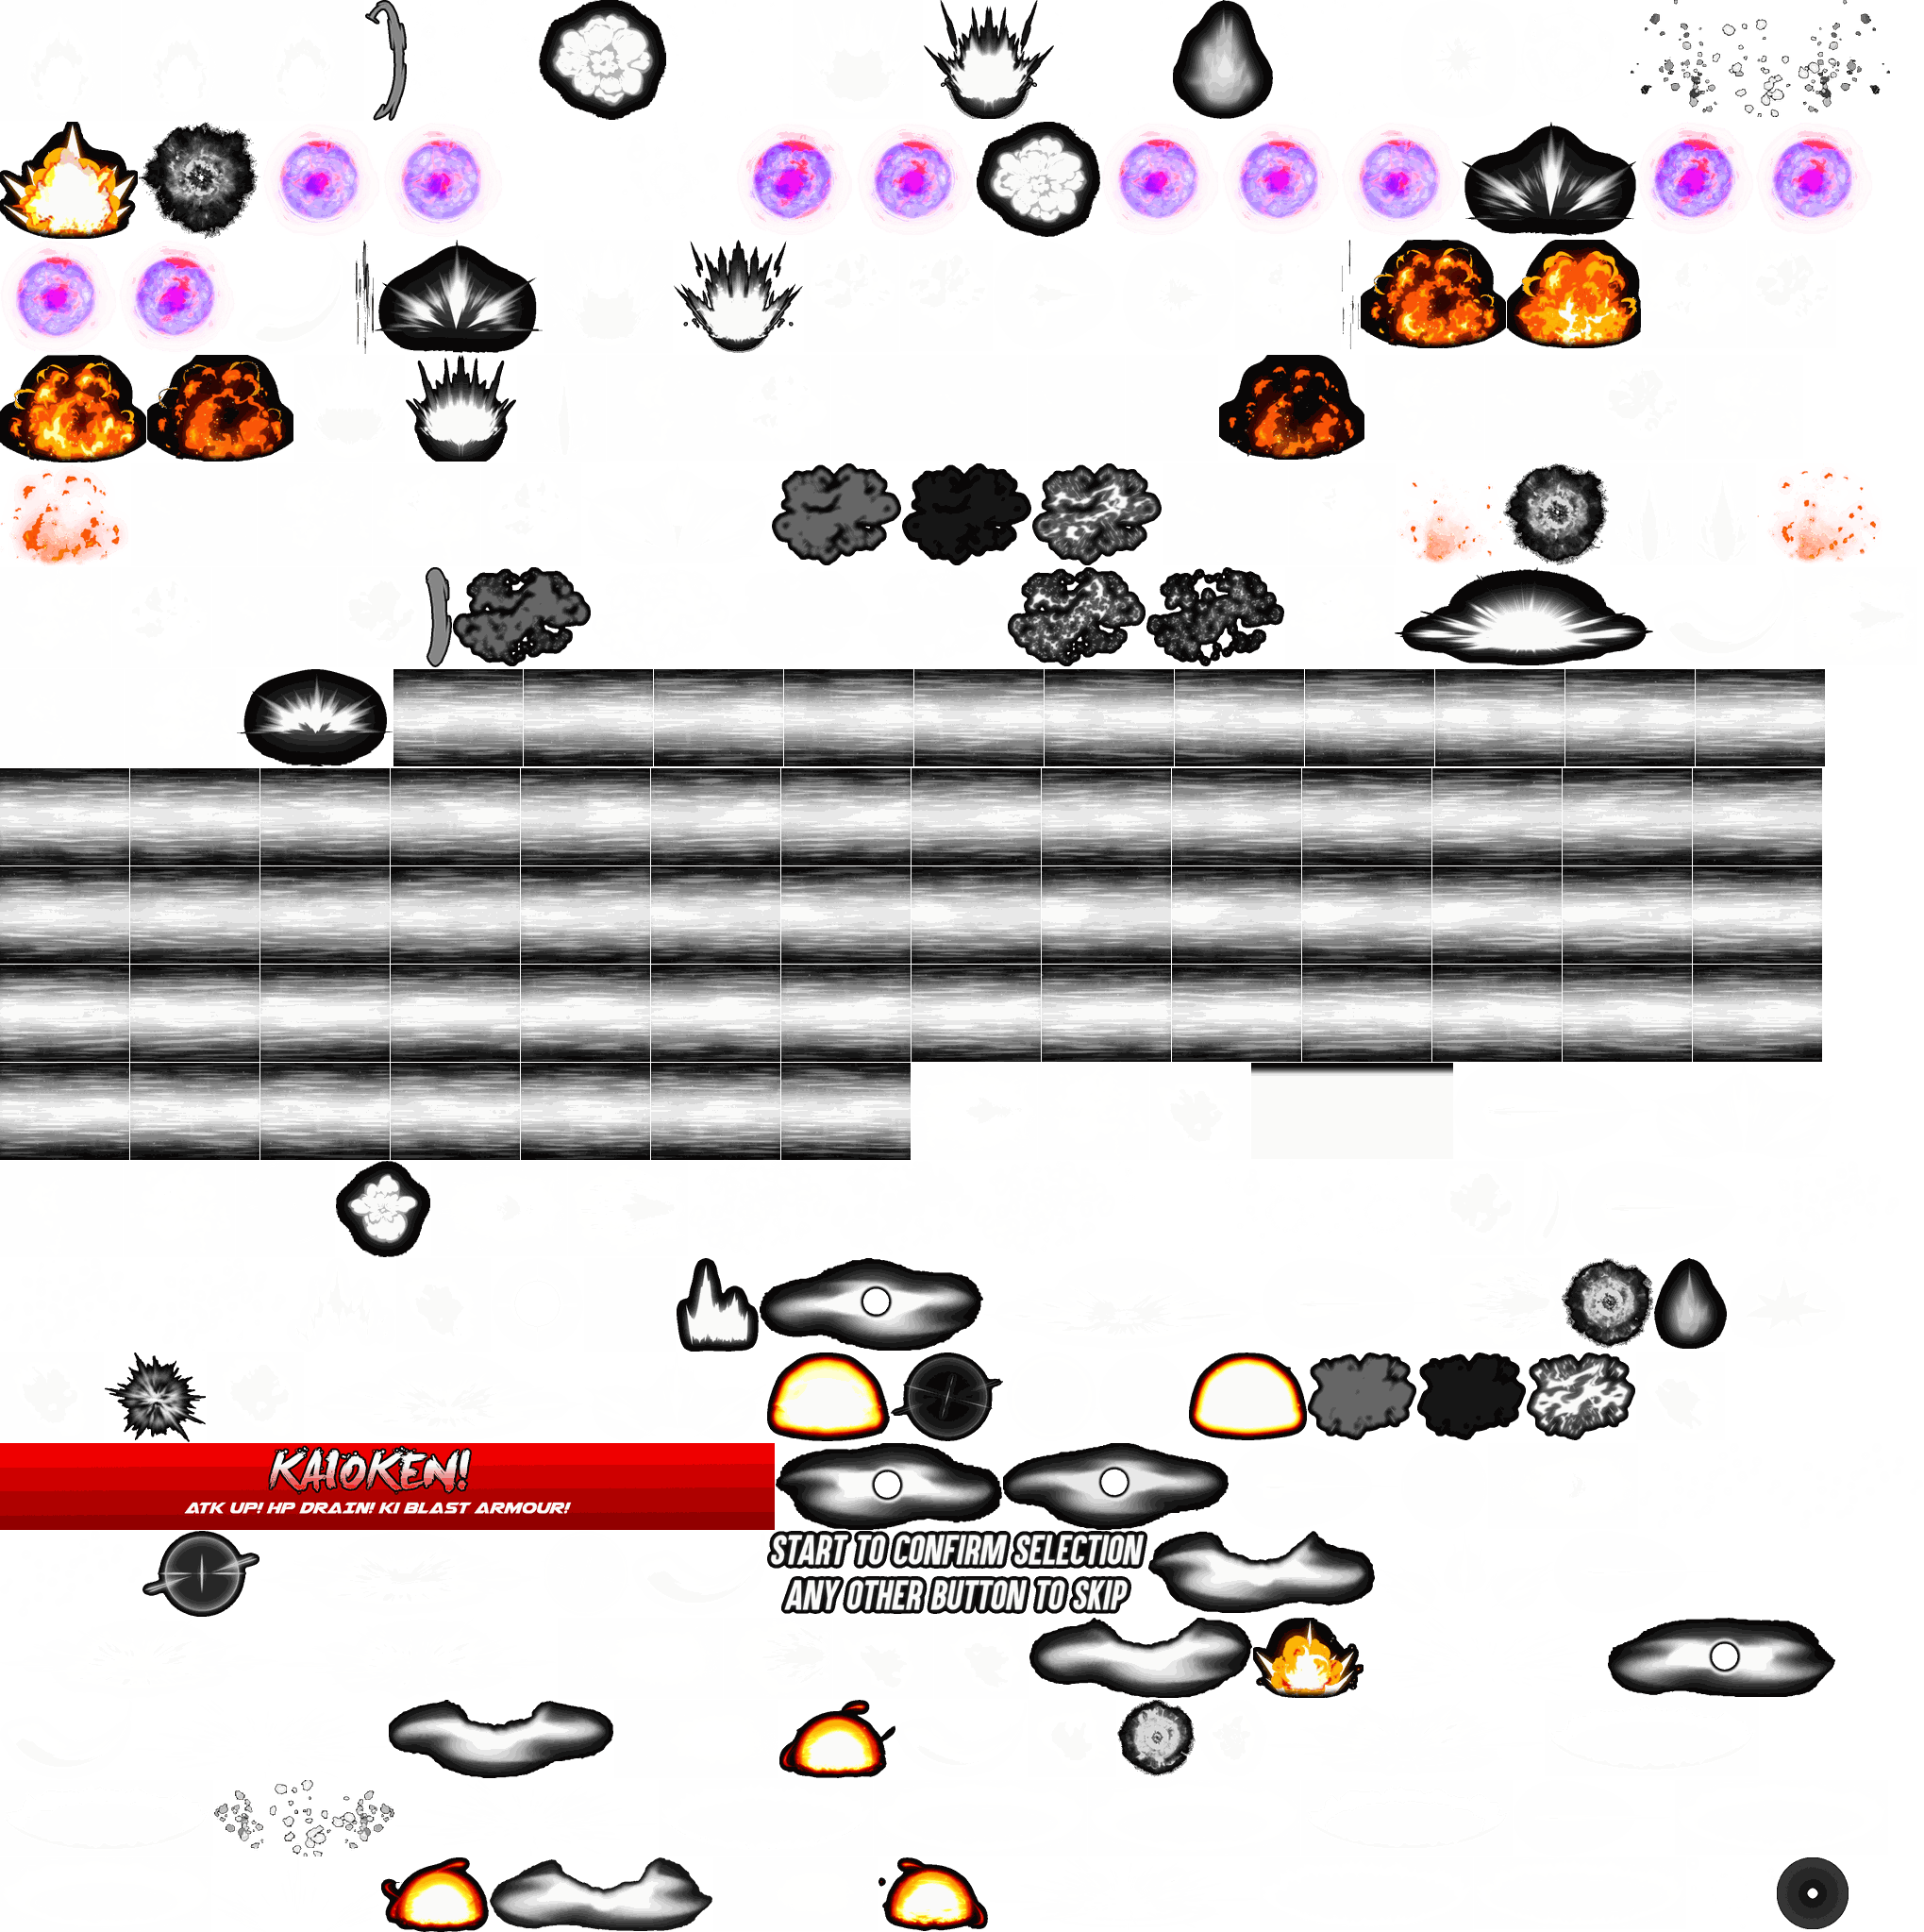 KAIOKEN!
ATK UP! HP DRAIN! KI BLAST ARMOUR!
START TO CONFIRM SELECTION
ANY OTHER BUTTON TO SKIP